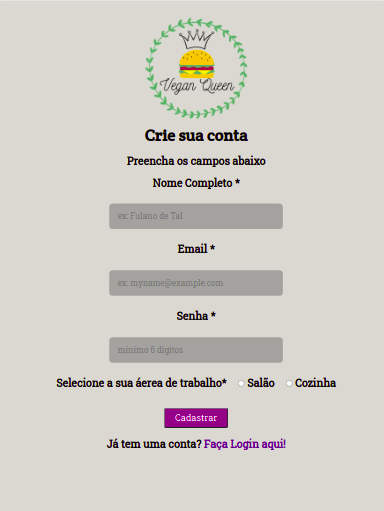 Vegan Queen
Crie sua conta
Preencha os campos abaixo
Nome Completo *
ex: Fulano de Tal
Email *
ex: myname@example.com
Senha *
mínimo 6 dígitos
Selecione a sua áerea de trabalho* Salão Cozinha
Cadastrar
Já tem uma conta? Faça Login aqui!